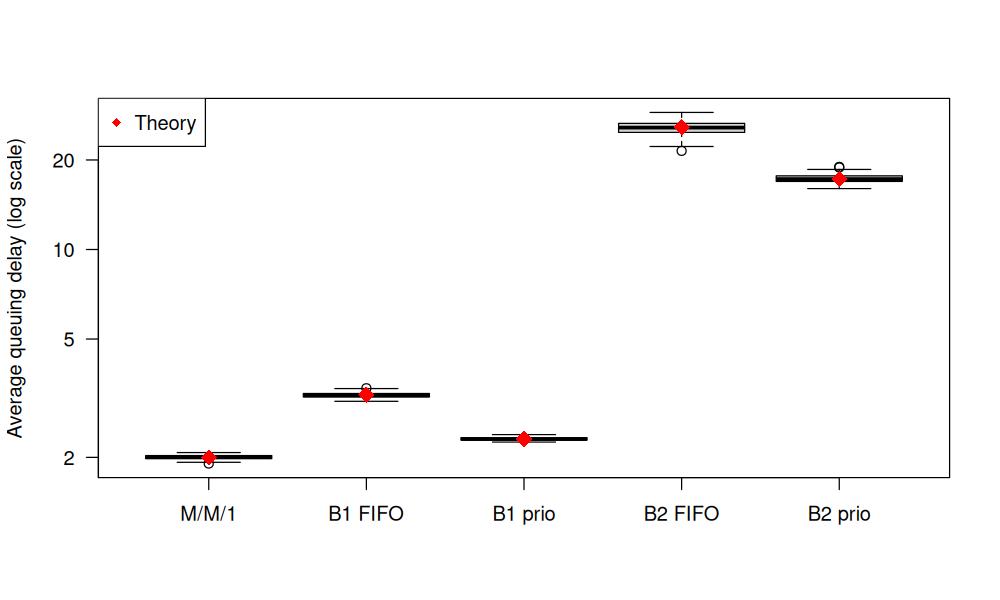 Theory
Average queuing delay (log scale)
20
10
5
2
M/M/1
B1 FIFO
B1 prio
B2 FIFO
B2 prio